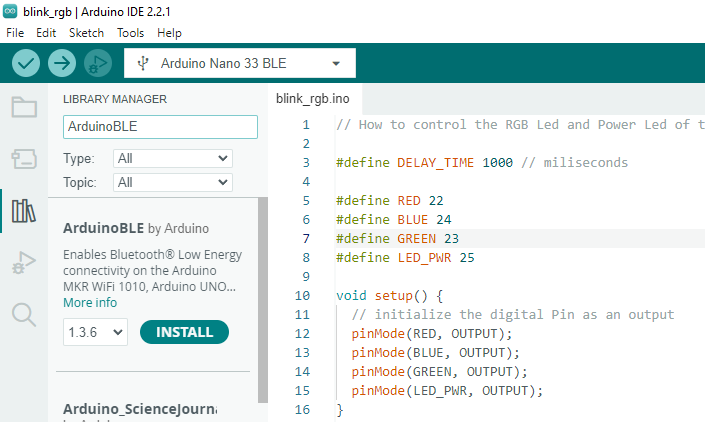 blink_rgb | Arduino IDE 2.2.1
File Edit Sketch Tools Help
Arduino Nano 33 BLE
LIBRARY MANAGER
ArduinoBLE
Type: All
Topic: All
ArduinoBLE by Arduino
Enables Bluetooth® Low Energy
connectivity on the Arduino
MKR WiFi 1010, Arduino UNO...
More info
1.3.6 INSTALL
Arduino_ScienceJourna
blink_rgb.ino
1 // How to control the RGB Led and Power Led of t
2
3 #define DELAY_TIME 1000 // miliseconds
4
5 #define RED 22
6 #define BLUE 24
7 #define GREEN 23
8 #define LED_PWR 25
9
10 void setup() {
11 // initialize the digital Pin as an output
12 pinMode(RED, OUTPUT);
13 pinMode(BLUE, OUTPUT);
14 pinMode(GREEN, OUTPUT);
15 pinMode(LED_PWR, OUTPUT);
16 }